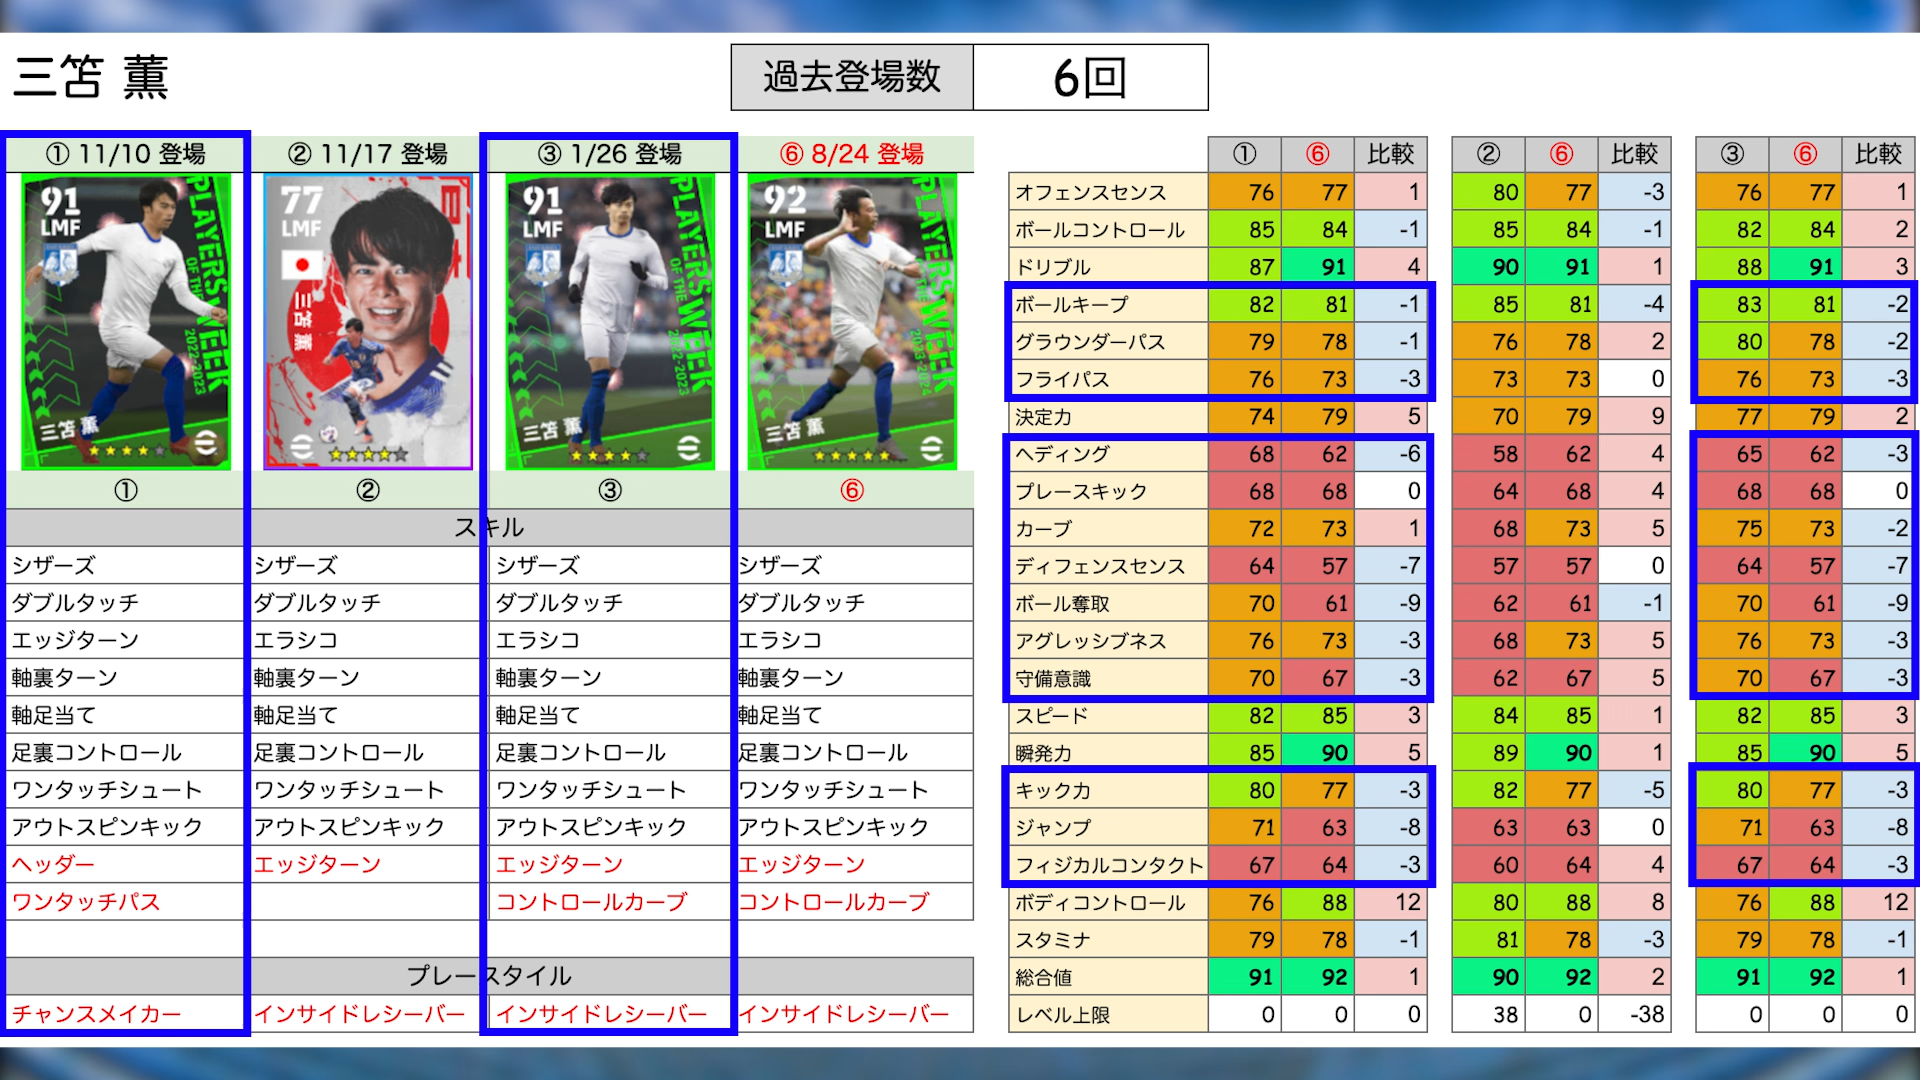 三笘 薫
過去登場数 6回
① 11/10 登場 ② 11/17 登場 ③ 1/26 登場 ⑥ 8/24 登場
91 LMF PLAYERS OF THE WEEK 2022-2023 三笘 薫
77 LMF 日本 三笘 薫
91 LMF PLAYERS OF THE WEEK 2022-2023 三笘 薫
92 LMF PLAYERS OF THE WEEK 2023-2024 三笘 薫
① ② ③ ⑥
スキル
シザーズ シザーズ シザーズ シザーズ
ダブルタッチ ダブルタッチ ダブルタッチ ダブルタッチ
エッジターン エラシコ エラシコ エラシコ
軸裏ターン 軸裏ターン 軸裏ターン 軸裏ターン
軸足当て 軸足当て 軸足当て 軸足当て
足裏コントロール 足裏コントロール 足裏コントロール 足裏コントロール
ワンタッチシュート ワンタッチシュート ワンタッチシュート ワンタッチシュート
アウトスピンキック アウトスピンキック アウトスピンキック アウトスピンキック
ヘッダー エッジターン エッジターン エッジターン
ワンタッチパス コントロールカーブ コントロールカーブ
プレースタイル
チャンスメイカー インサイドレシーバー インサイドレシーバー インサイドレシーバー
① ⑥ 比較 ② ⑥ 比較 ③ ⑥ 比較
オフェンスセンス 76 77 1 80 77 -3 76 77 1
ボールコントロール 85 84 -1 85 84 -1 82 84 2
ドリブル 87 91 4 90 91 1 88 91 3
ボールキープ 82 81 -1 85 81 -4 83 81 -2
グラウンダーパス 79 78 -1 76 78 2 80 78 -2
フライパス 76 73 -3 73 73 0 76 73 -3
決定力 74 79 5 70 79 9 77 79 2
ヘディング 68 62 -6 58 62 4 65 62 -3
プレースキック 68 68 0 64 68 4 68 68 0
カーブ 72 73 1 68 73 5 75 73 -2
ディフェンスセンス 64 57 -7 57 57 0 64 57 -7
ボール奪取 70 61 -9 62 61 -1 70 61 -9
アグレッシブネス 76 73 -3 68 73 5 76 73 -3
守備意識 70 67 -3 62 67 5 70 67 -3
スピード 82 85 3 84 85 1 82 85 3
瞬発力 85 90 5 89 90 1 85 90 5
キック力 80 77 -3 82 77 -5 80 77 -3
ジャンプ 71 63 -8 63 63 0 71 63 -8
フィジカルコンタクト 67 64 -3 60 64 4 67 64 -3
ボディコントロール 76 88 12 80 88 8 76 88 12
スタミナ 79 78 -1 81 78 -3 79 78 -1
総合値 91 92 1 90 92 2 91 92 1
レベル上限 0 0 0 38 0 -38 0 0 0